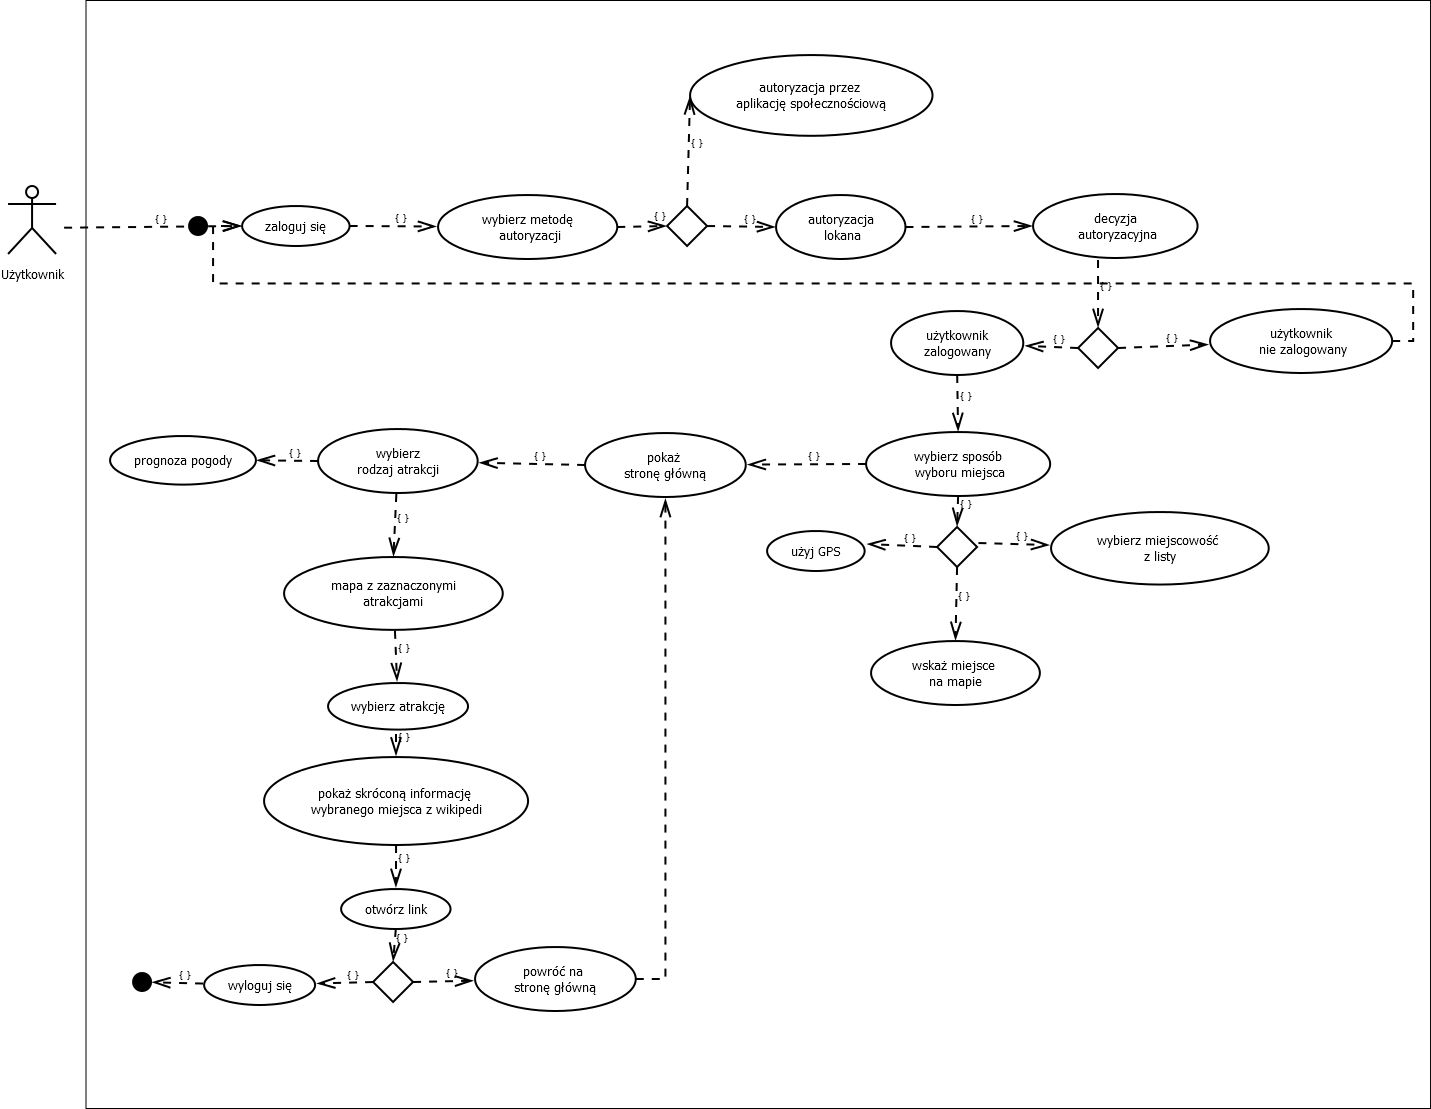 autoryzacja przez
aplikację społecznościową
{ }
Użytkownik
{ }
zaloguj się
{ }
wybierz metodę
autoryzacji
{ }
{ }
autoryzacja
lokana
{ }
decyzja
autoryzacyjna
{ }
użytkownik
zalogowany
{ }
{ }
użytkownik
nie zalogowany
{ }
prognoza pogody
{ }
wybierz
rodzaj atrakcji
{ }
pokaż
stronę główną
{ }
wybierz sposób
wyboru miejsca
{ }
{ }
użyj GPS
{ }
{ }
wybierz miejscowość
z listy
{ }
wskaż miejsce
na mapie
mapa z zaznaczonymi
atrakcjami
{ }
wybierz atrakcję
{ }
pokaż skróconą informację
wybranego miejsca z wikipedi
{ }
otwórz link
{ }
{ }
wyloguj się
{ }
{ }
powróć na
stronę główną